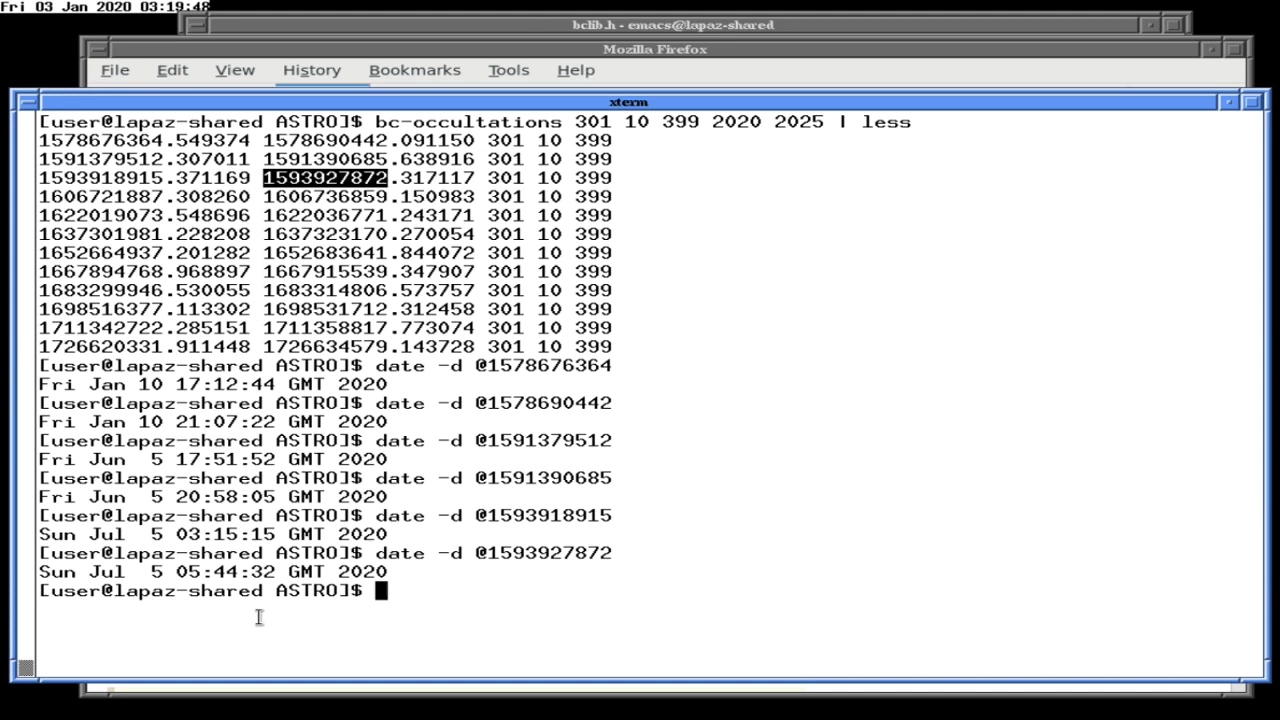 Fri 03 Jan 2020 03:19:48
bclib.h - emacs@lapaz-shared
Mozilla Firefox
File Edit View History Bookmarks Tools Help
xterm
[user@lapaz-shared ASTRO]$ bc-occultations 301 10 399 2020 2025 | less
1578676364.549374 1578690442.091150 301 10 399
1591379512.307011 1591390685.638916 301 10 399
1593918915.371169 1593927872.317117 301 10 399
1606721887.308260 1606736859.150983 301 10 399
1622019073.548696 1622036771.243171 301 10 399
1637301981.228208 1637323170.270054 301 10 399
1652664937.201282 1652683641.844072 301 10 399
1667894768.968897 1667915539.347907 301 10 399
1683299946.530055 1683314806.573757 301 10 399
1698516377.113302 1698531712.312458 301 10 399
1711342722.285151 1711358817.773074 301 10 399
1726620331.911448 1726634579.143728 301 10 399
[user@lapaz-shared ASTRO]$ date -d @1578676364
Fri Jan 10 17:12:44 GMT 2020
[user@lapaz-shared ASTRO]$ date -d @1578690442
Fri Jan 10 21:07:22 GMT 2020
[user@lapaz-shared ASTRO]$ date -d @1591379512
Fri Jun  5 17:51:52 GMT 2020
[user@lapaz-shared ASTRO]$ date -d @1591390685
Fri Jun  5 20:58:05 GMT 2020
[user@lapaz-shared ASTRO]$ date -d @1593918915
Sun Jul  5 03:15:15 GMT 2020
[user@lapaz-shared ASTRO]$ date -d @1593927872
Sun Jul  5 05:44:32 GMT 2020
[user@lapaz-shared ASTRO]$